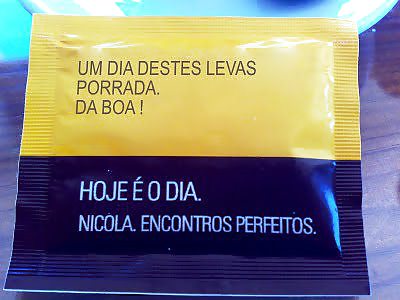 UM DIA DESTES LEVAS
PORRADA.
DA BOA !
HOJE É O DIA.
NICOLA. ENCONTROS PERFEITOS.